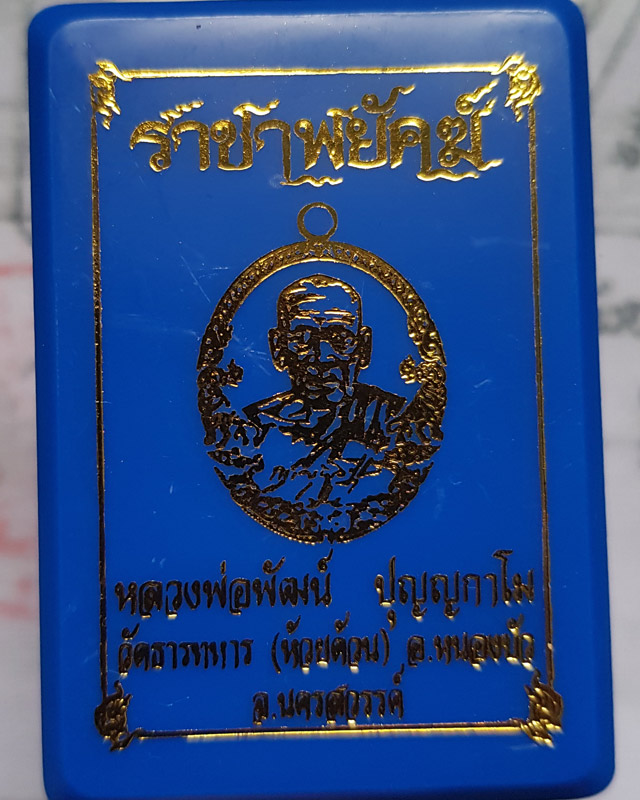 ราชาพยัคฆ์
หลวงพ่อพัฒน์ ปุญญกาโม
วัดธารทหาร (ห้วยด้วน) อ.หนองบัว
จ.นครสวรรค์